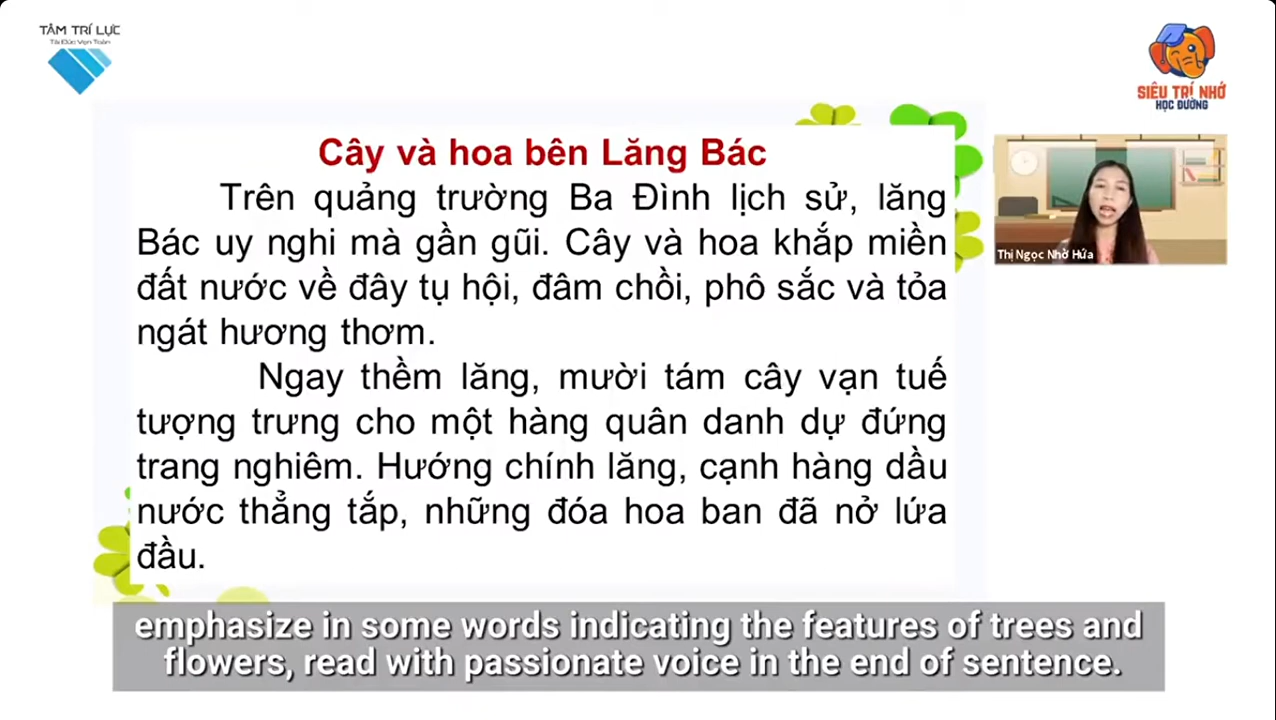 TÂM TRÍ LỰC
Tài Đức Vẹn Toàn
SIÊU TRÍ NHỚ
HỌC ĐƯỜNG
Cây và hoa bên Lăng Bác
Trên quảng trường Ba Đình lịch sử, lăng
Bác uy nghi mà gần gũi. Cây và hoa khắp miền
đất nước về đây tụ hội, đâm chồi, phô sắc và tỏa
ngát hương thơm.
Ngay thềm lăng, mười tám cây vạn tuế
tượng trưng cho một hàng quân danh dự đứng
trang nghiêm. Hướng chính lăng, cạnh hàng dầu
nước thẳng tắp, những đóa hoa ban đã nở lứa
đầu.
Thị Ngọc Nhờ Hứa
emphasize in some words indicating the features of trees and
flowers, read with passionate voice in the end of sentence.